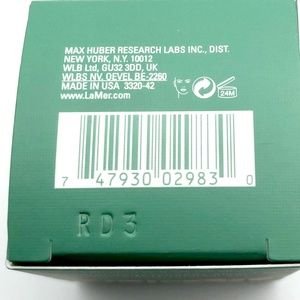 MAX HUBER RESEARCH LABS INC., DIST.
NEW YORK, N.Y. 10012
WLB Ltd, GU32 3DD, UK
WLBS NV. OEVEL BE-2260
MADE IN USA 3320-42
www.LaMer.com
24M
7 47930 02983 0
RD3